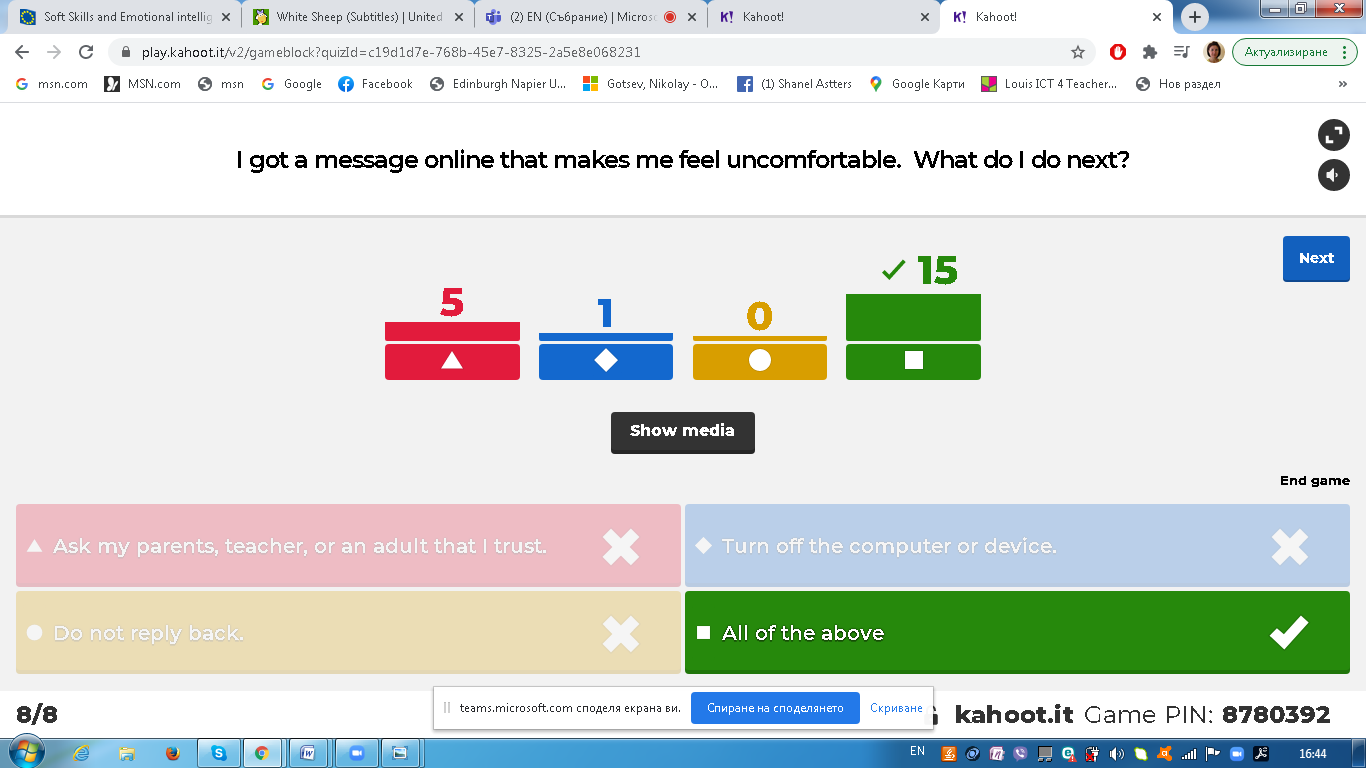 Soft Skills and Emotional intellig
White Sheep (Subtitles) | United
(2) EN (Събрание) | Microso
Kahoot!
Kahoot!
play.kahoot.it/v2/gameblock?quizId=c19d1d7e-768b-45e7-8325-2a5e8e068231
Актуализиране
msn.com
MSN.com
msn
Google
Facebook
Edinburgh Napier U...
Gotsev, Nikolay - O...
(1) Shanel Astters
Google Карти
Louis ICT 4 Teacher...
Нов раздел
»
I got a message online that makes me feel uncomfortable. What do I do next?
Next
5
1
0
15
Show media
End game
Ask my parents, teacher, or an adult that I trust.
Turn off the computer or device.
Do not reply back.
All of the above
8/8
teams.microsoft.com споделя екрана ви.
Спиране на споделянето
Скриване
kahoot.it Game PIN: 8780392
EN
16:44